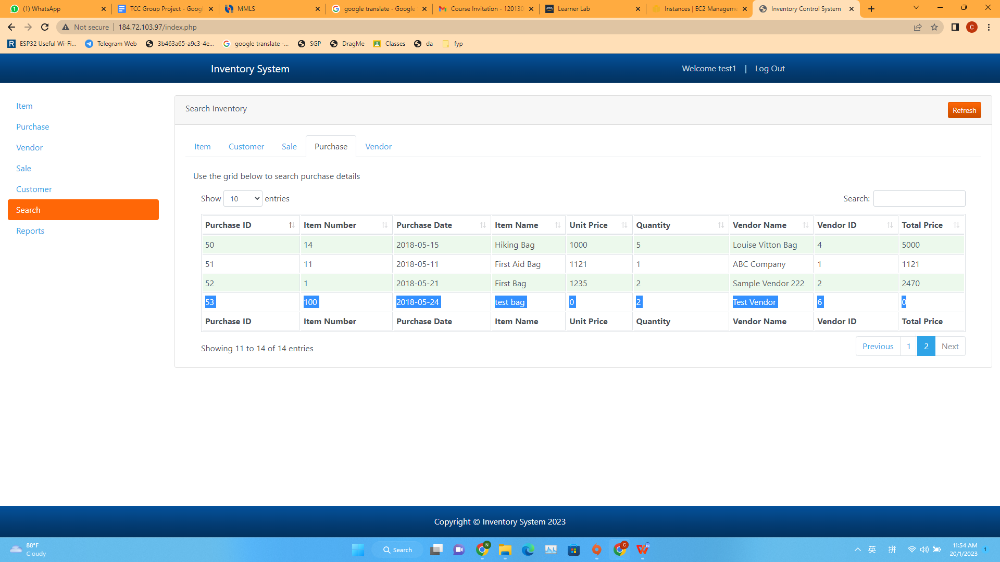 (1) WhatsApp
TCC Group Project - Googl
MMLS
google translate - Google
Course Invitation - 120130
aws
Learner Lab
Instances | EC2 Manageme
Inventory Control System
Not secure
184.72.103.97/index.php
C
R
ESP32 Useful Wi-Fi...
Telegram Web
3b463a65-a9c3-4e...
google translate -...
SGP
DragMe
Classes
da
fyp
Inventory System
Welcome test1 | Log Out
Item
Purchase
Vendor
Sale
Customer
Search
Reports
Search Inventory
Refresh
Item Customer Sale Purchase Vendor
Use the grid below to search purchase details
Show 10 entries
Search:
Purchase ID Item Number Purchase Date Item Name Unit Price Quantity Vendor Name Vendor ID Total Price
50 14 2018-05-15 Hiking Bag 1000 5 Louise Vitton Bag 4 5000
51 11 2018-05-11 First Aid Bag 1121 1 ABC Company 1 1121
52 1 2018-05-21 First Bag 1235 2 Sample Vendor 222 2 2470
53 100 2018-05-24 test bag 0 2 Test Vendor 6 0
Purchase ID Item Number Purchase Date Item Name Unit Price Quantity Vendor Name Vendor ID Total Price
Showing 11 to 14 of 14 entries
Previous 1 2 Next
Copyright © Inventory System 2023
88°F
Cloudy
Search
N
C
W
英
拼
11:54 AM
20/1/2023
1